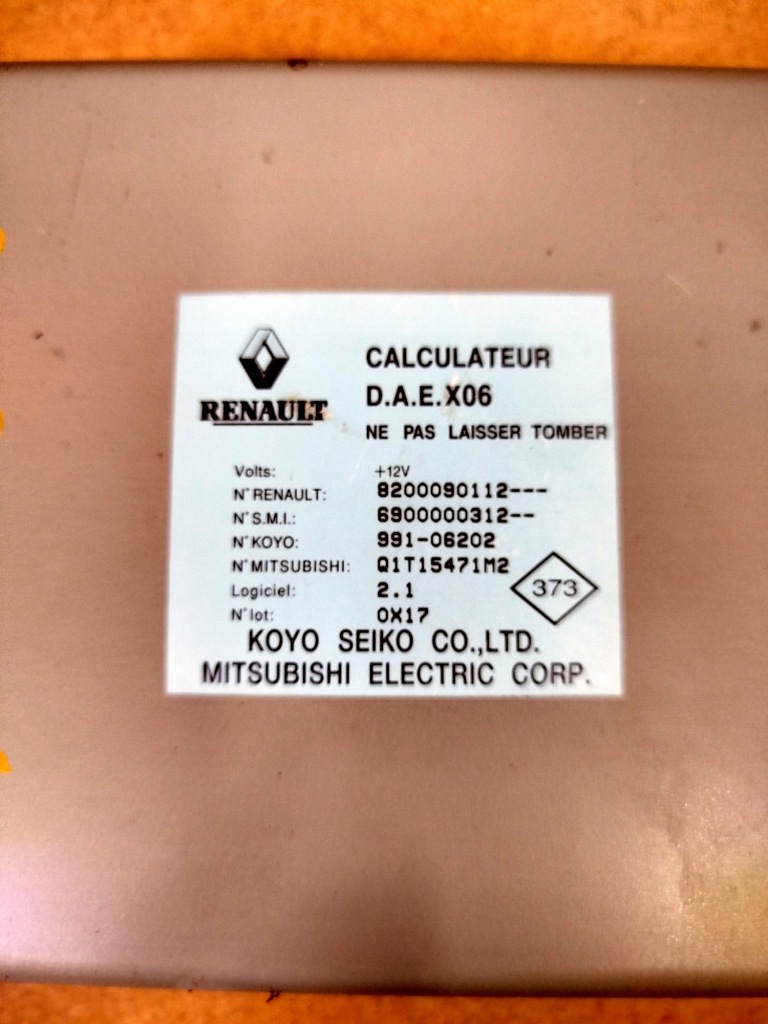 RENAULT
CALCULATEUR
D.A.E.X06
NE PAS LAISSER TOMBER
Volts: +12V
N° RENAULT: 8200090112---
N° S.M.I.: 6900000312--
N° KOYO: 991-06202
N° MITSUBISHI: Q1T15471M2
Logiciel: 2.1
N° lot: 0X17
373
KOYO SEIKO CO.,LTD.
MITSUBISHI ELECTRIC CORP.